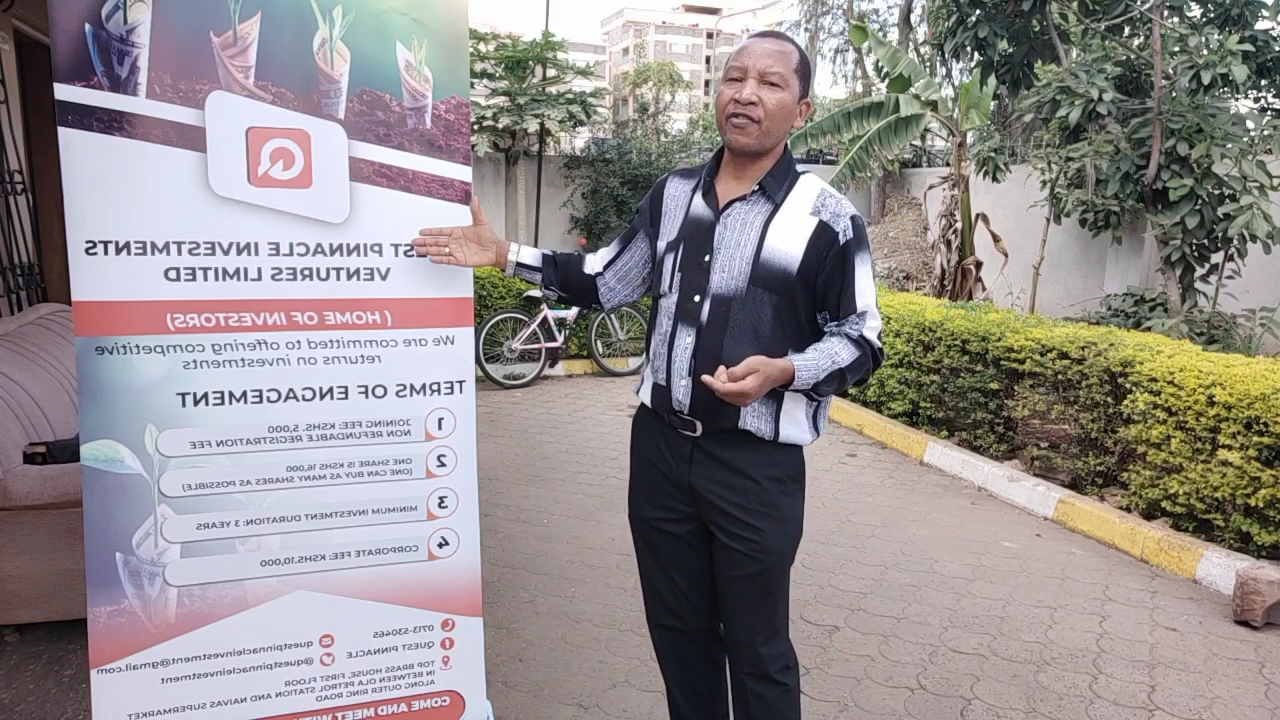 EST PINNACLE INVESTMENTS
VENTURES LIMITED
( HOME OF INVESTORS)
We are committed to offering competitive
returns on investments
TERMS OF ENGAGEMENT
1
JOINING FEE: KSHS. 5,000
NON REFUNDABLE REGISTRATION FEE
2
ONE SHARE IS KSHS 16,000
(ONE CAN BUY AS MANY SHARES AS POSSIBLE)
3
MINIMUM INVESTMENT DURATION: 3 YEARS
4
CORPORATE FEE: KSHS.10,000
0713-530465
questpinnacleinvestment@gmail.com
QUEST PINNACLE
@questpinnacleinvestment
TOP BRASS HOUSE, FIRST FLOOR
IN BETWEEN OLA PETROL STATION AND NAIVAS SUPERMARKET
ALONG OUTER RING ROAD
COME AND MEET WITH